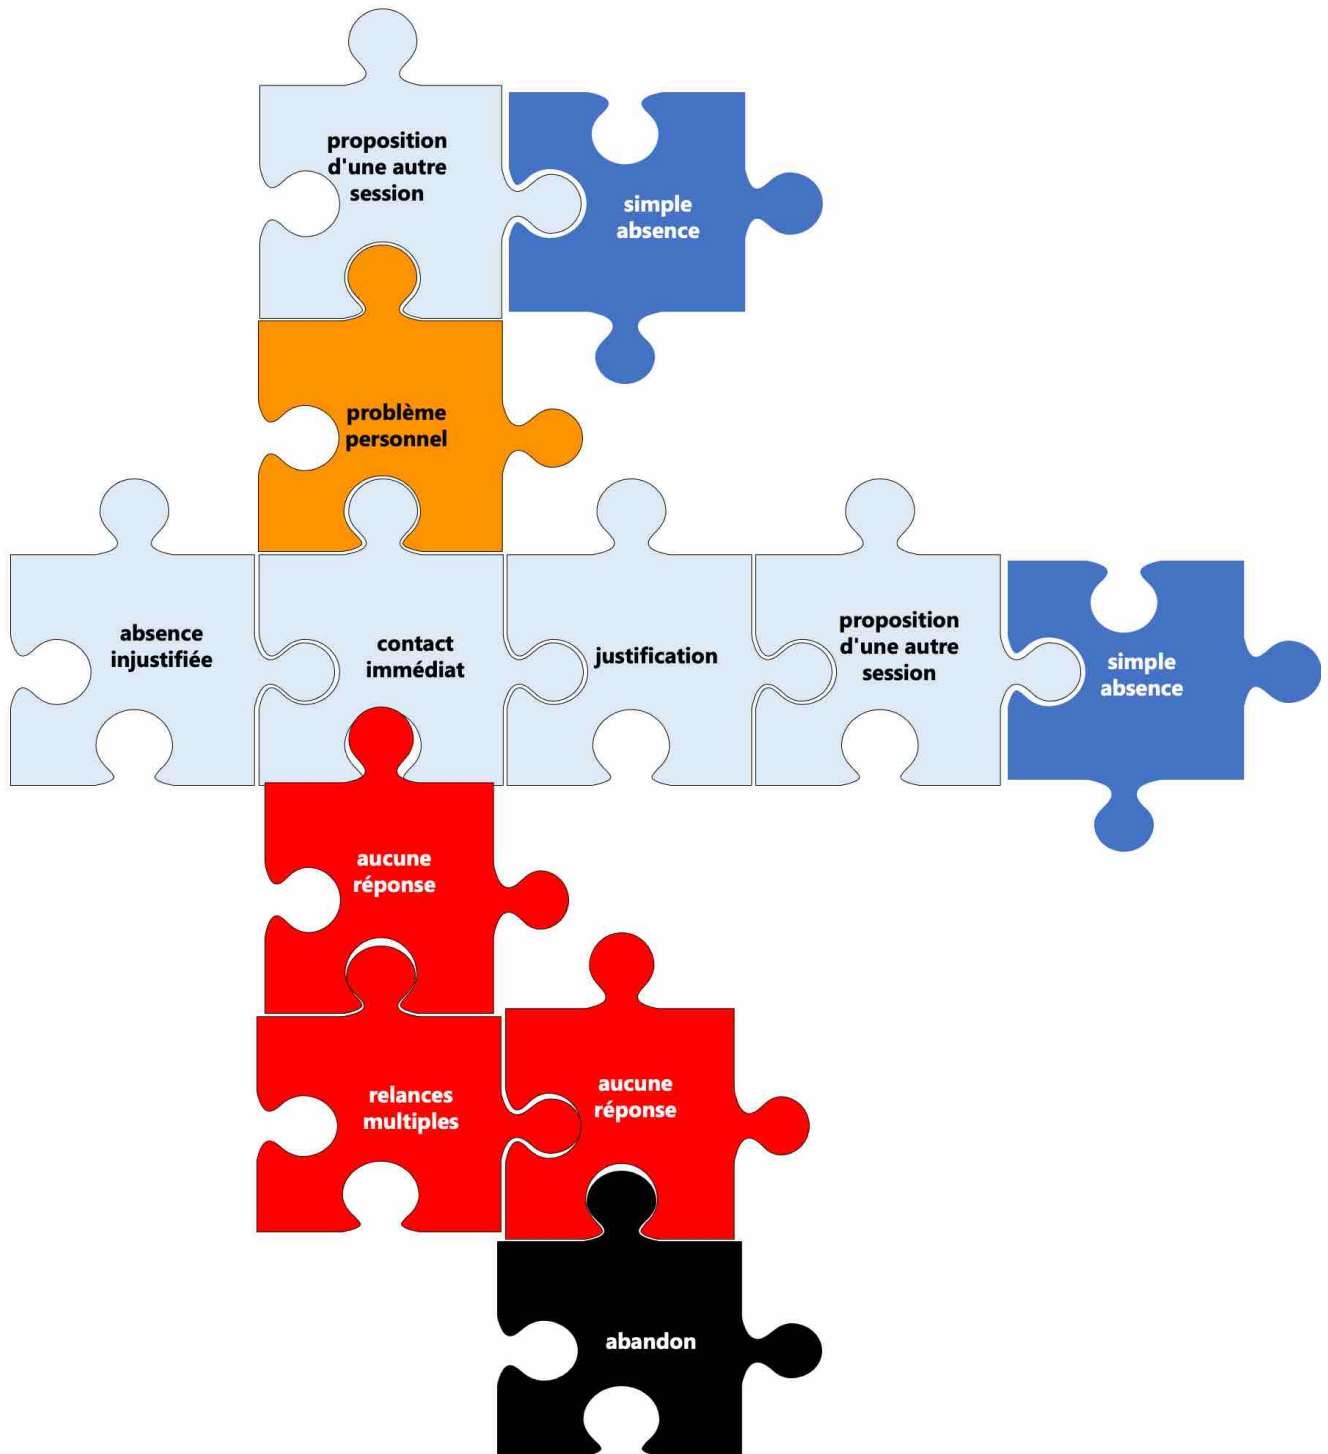 proposition
d'une autre
session
simple
absence
problème
personnel
absence
injustifiée
contact
immédiat
justification
proposition
d'une autre
session
simple
absence
aucune
réponse
relances
multiples
aucune
réponse
abandon